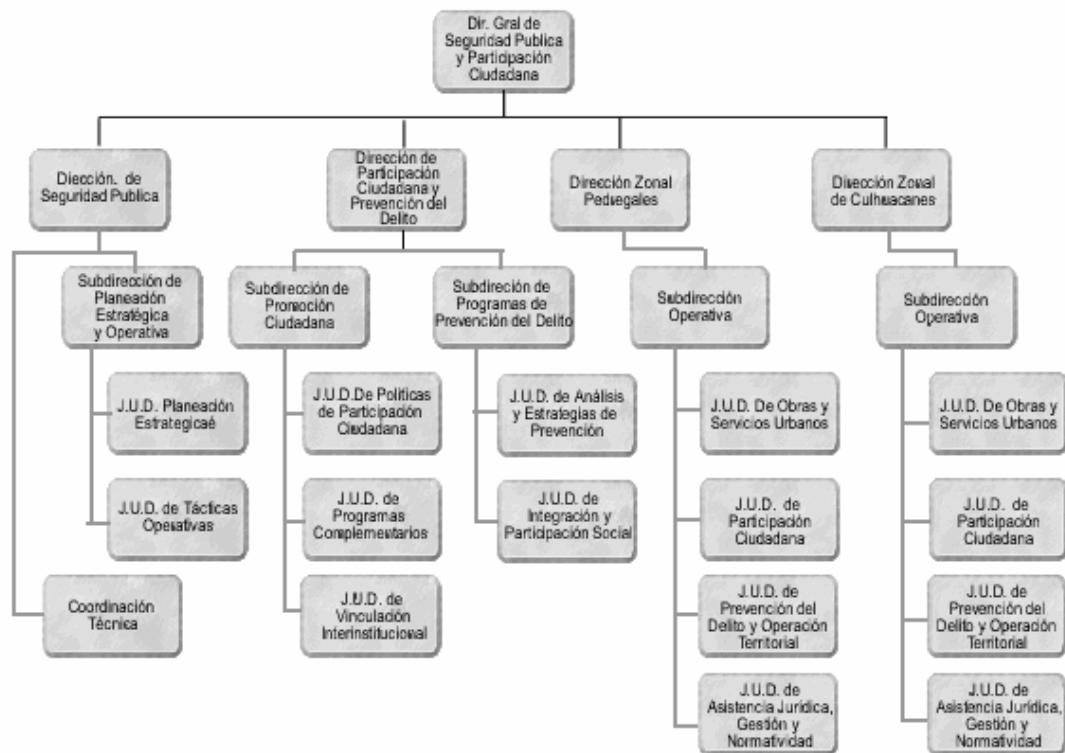 Dir. Gral de
Seguridad Publica
y Participación
Ciudadana
Diección. de
Seguridad Publica
Dirección de
Participación
Ciudadana y
Prevención del
Delito
Dirección Zonal
Pedregales
Dirección Zonal
de Culhuacanes
Subdirección de
Planeación
Estratégica
y Operativa
Subdirección de
Promoción
Ciudadana
Subdirección de
Programas de
Prevención del Delito
Subdirección
Operativa
Subdirección
Operativa
J.U.D. Planeación
Estrategicaé
J.U.D.De Políticas
de Participación
Ciudadana
J.U.D. de Análisis
y Estrategias de
Prevención
J.U.D. De Obras y
Servicios Urbanos
J.U.D. De Obras y
Servicios Urbanos
J.U.D. de Tácticas
Operativas
J.U.D. de
Programas
Complementarios
J.U.D. de
Integración y
Participación Social
J.U.D. de
Participación
Ciudadana
J.U.D. de
Participación
Ciudadana
Coordinación
Técnica
J.U.D. de
Vinculación
Interinstitucional
J.U.D. de
Prevención del
Delito y Operación
Territorial
J.U.D. de
Prevención del
Delito y Operación
Territorial
J.U.D. de
Asistencia Jurídica,
Gestión y
Normatividad
J.U.D. de
Asistencia Jurídica,
Gestión y
Normatividad